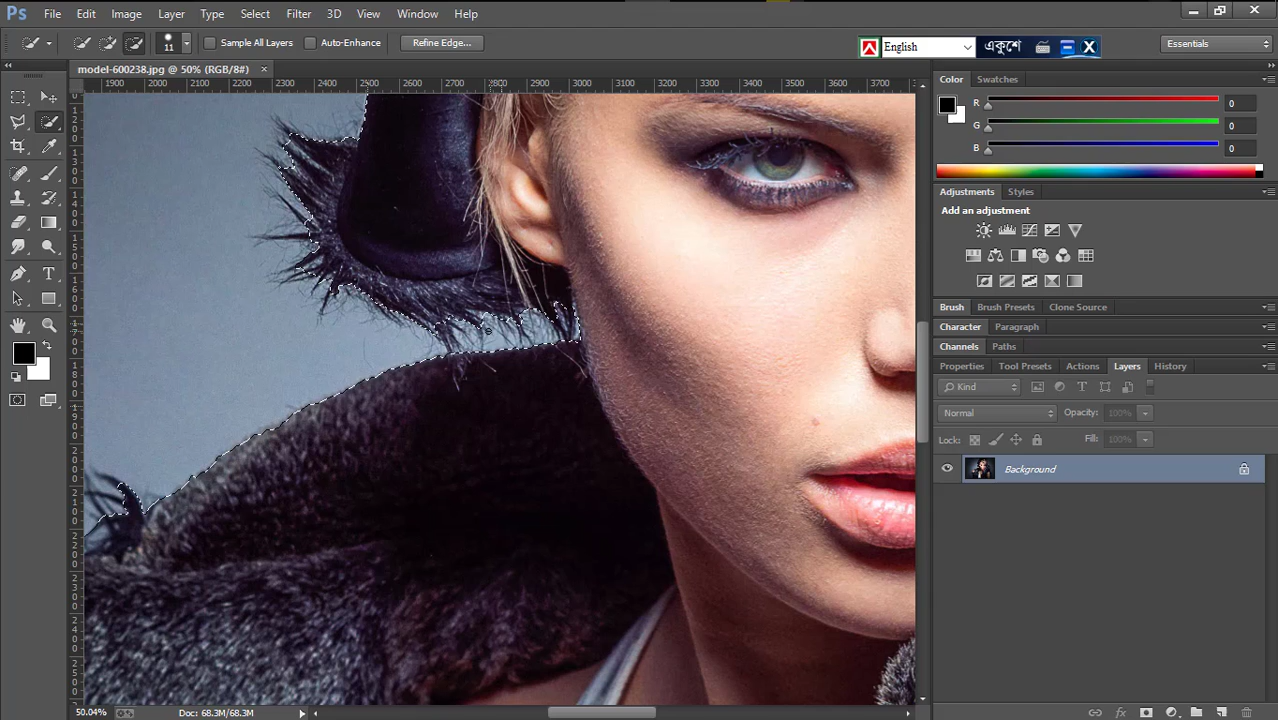 Ps File Edit Image Layer Type Select Filter 3D View Window Help
11 Sample All Layers Auto-Enhance Refine Edge... English একুশে X Essentials
model-600238.jpg @ 50% (RGB/8#) ×
1900 2000 2100 2200 2300 2400 2500 2600 2700 2800 2900 3000 3100 3200 3300 3400 3500 3600 3700
Color Swatches
R 0
G 0
B 0
Adjustments Styles
Add an adjustment
Brush Brush Presets Clone Source
Character Paragraph
Channels Paths
Properties Tool Presets Actions Layers History
Kind
Normal Opacity: 100%
Lock: Fill: 100%
Background
50.04% Doc: 68.3M/68.3M
fx